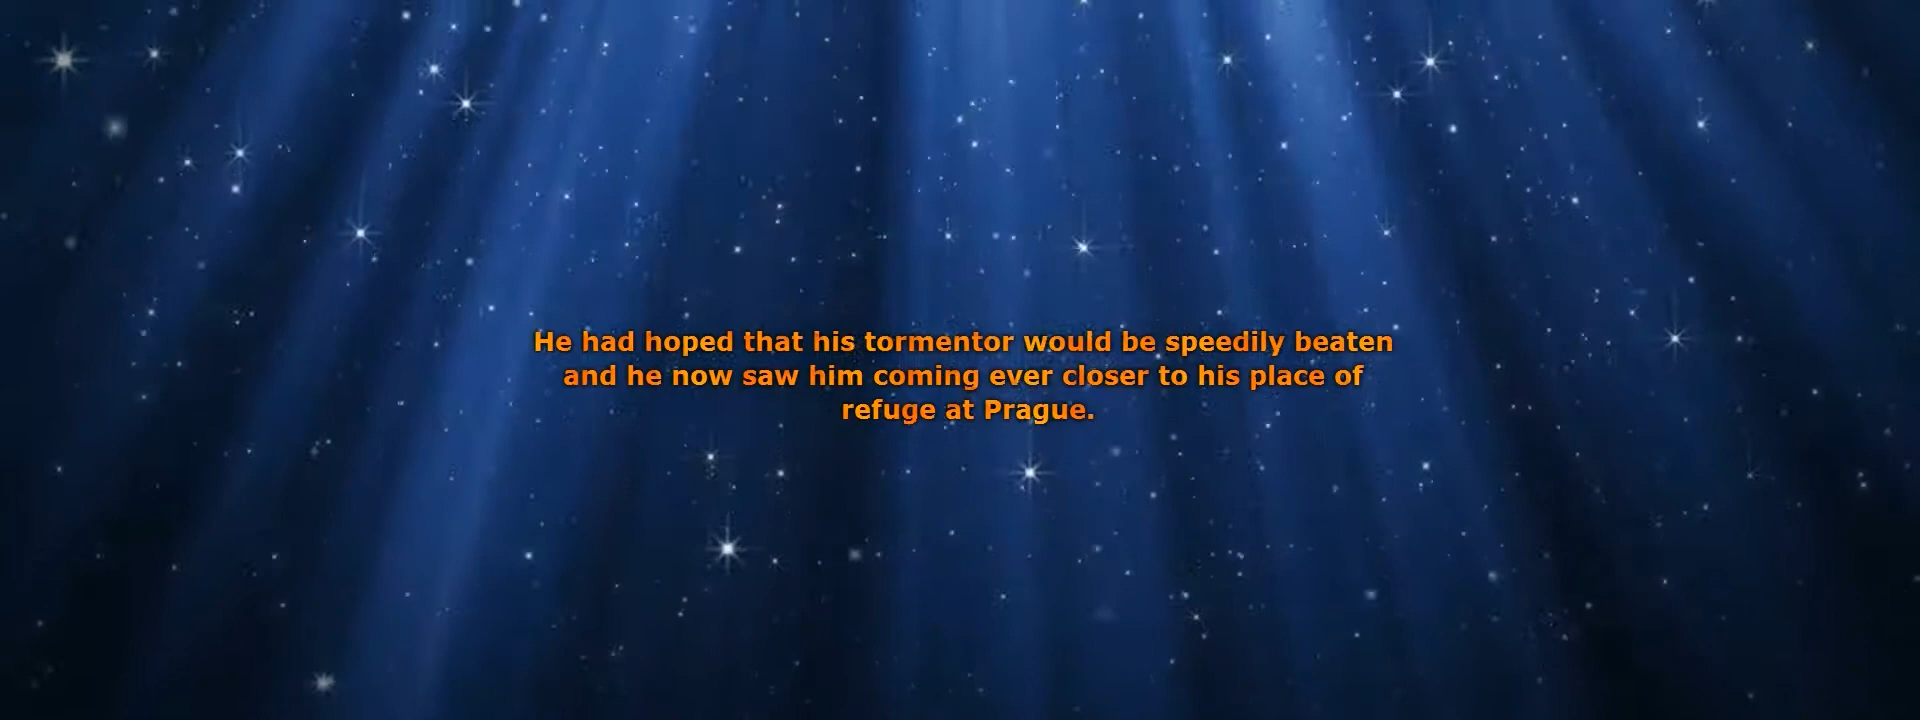 He had hoped that his tormentor would be speedily beaten
and he now saw him coming ever closer to his place of
refuge at Prague.